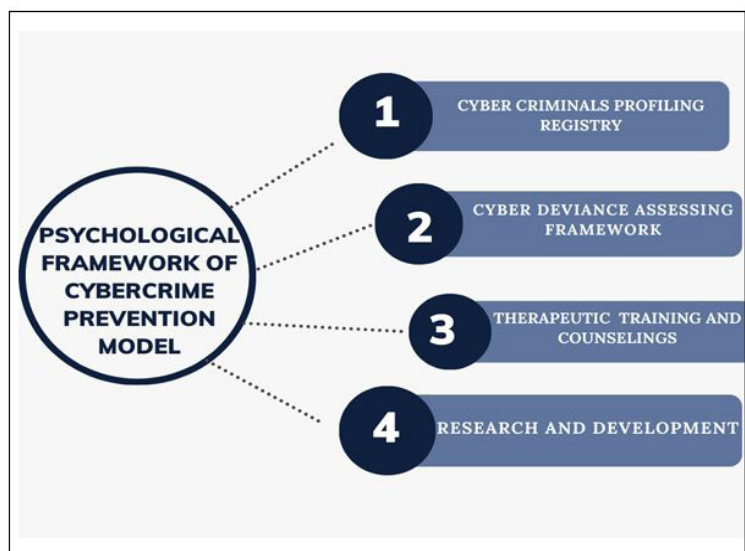 PSYCHOLOGICAL
FRAMEWORK OF
CYBERCRIME
PREVENTION
MODEL
1
CYBER CRIMINALS PROFILING
REGISTRY
2
CYBER DEVIANCE ASSESSING
FRAMEWORK
3
THERAPEUTIC TRAINING AND
COUNSELINGS
4
RESEARCH AND DEVELOPMENT